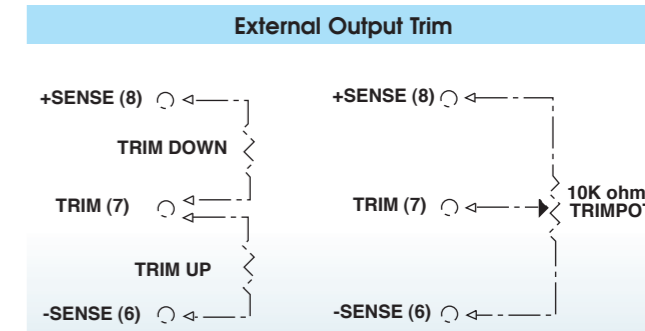 External Output Trim
+SENSE (8)
TRIM DOWN
TRIM (7)
TRIM UP
-SENSE (6)
+SENSE (8)
TRIM (7)
10K ohm
TRIMPOT
-SENSE (6)